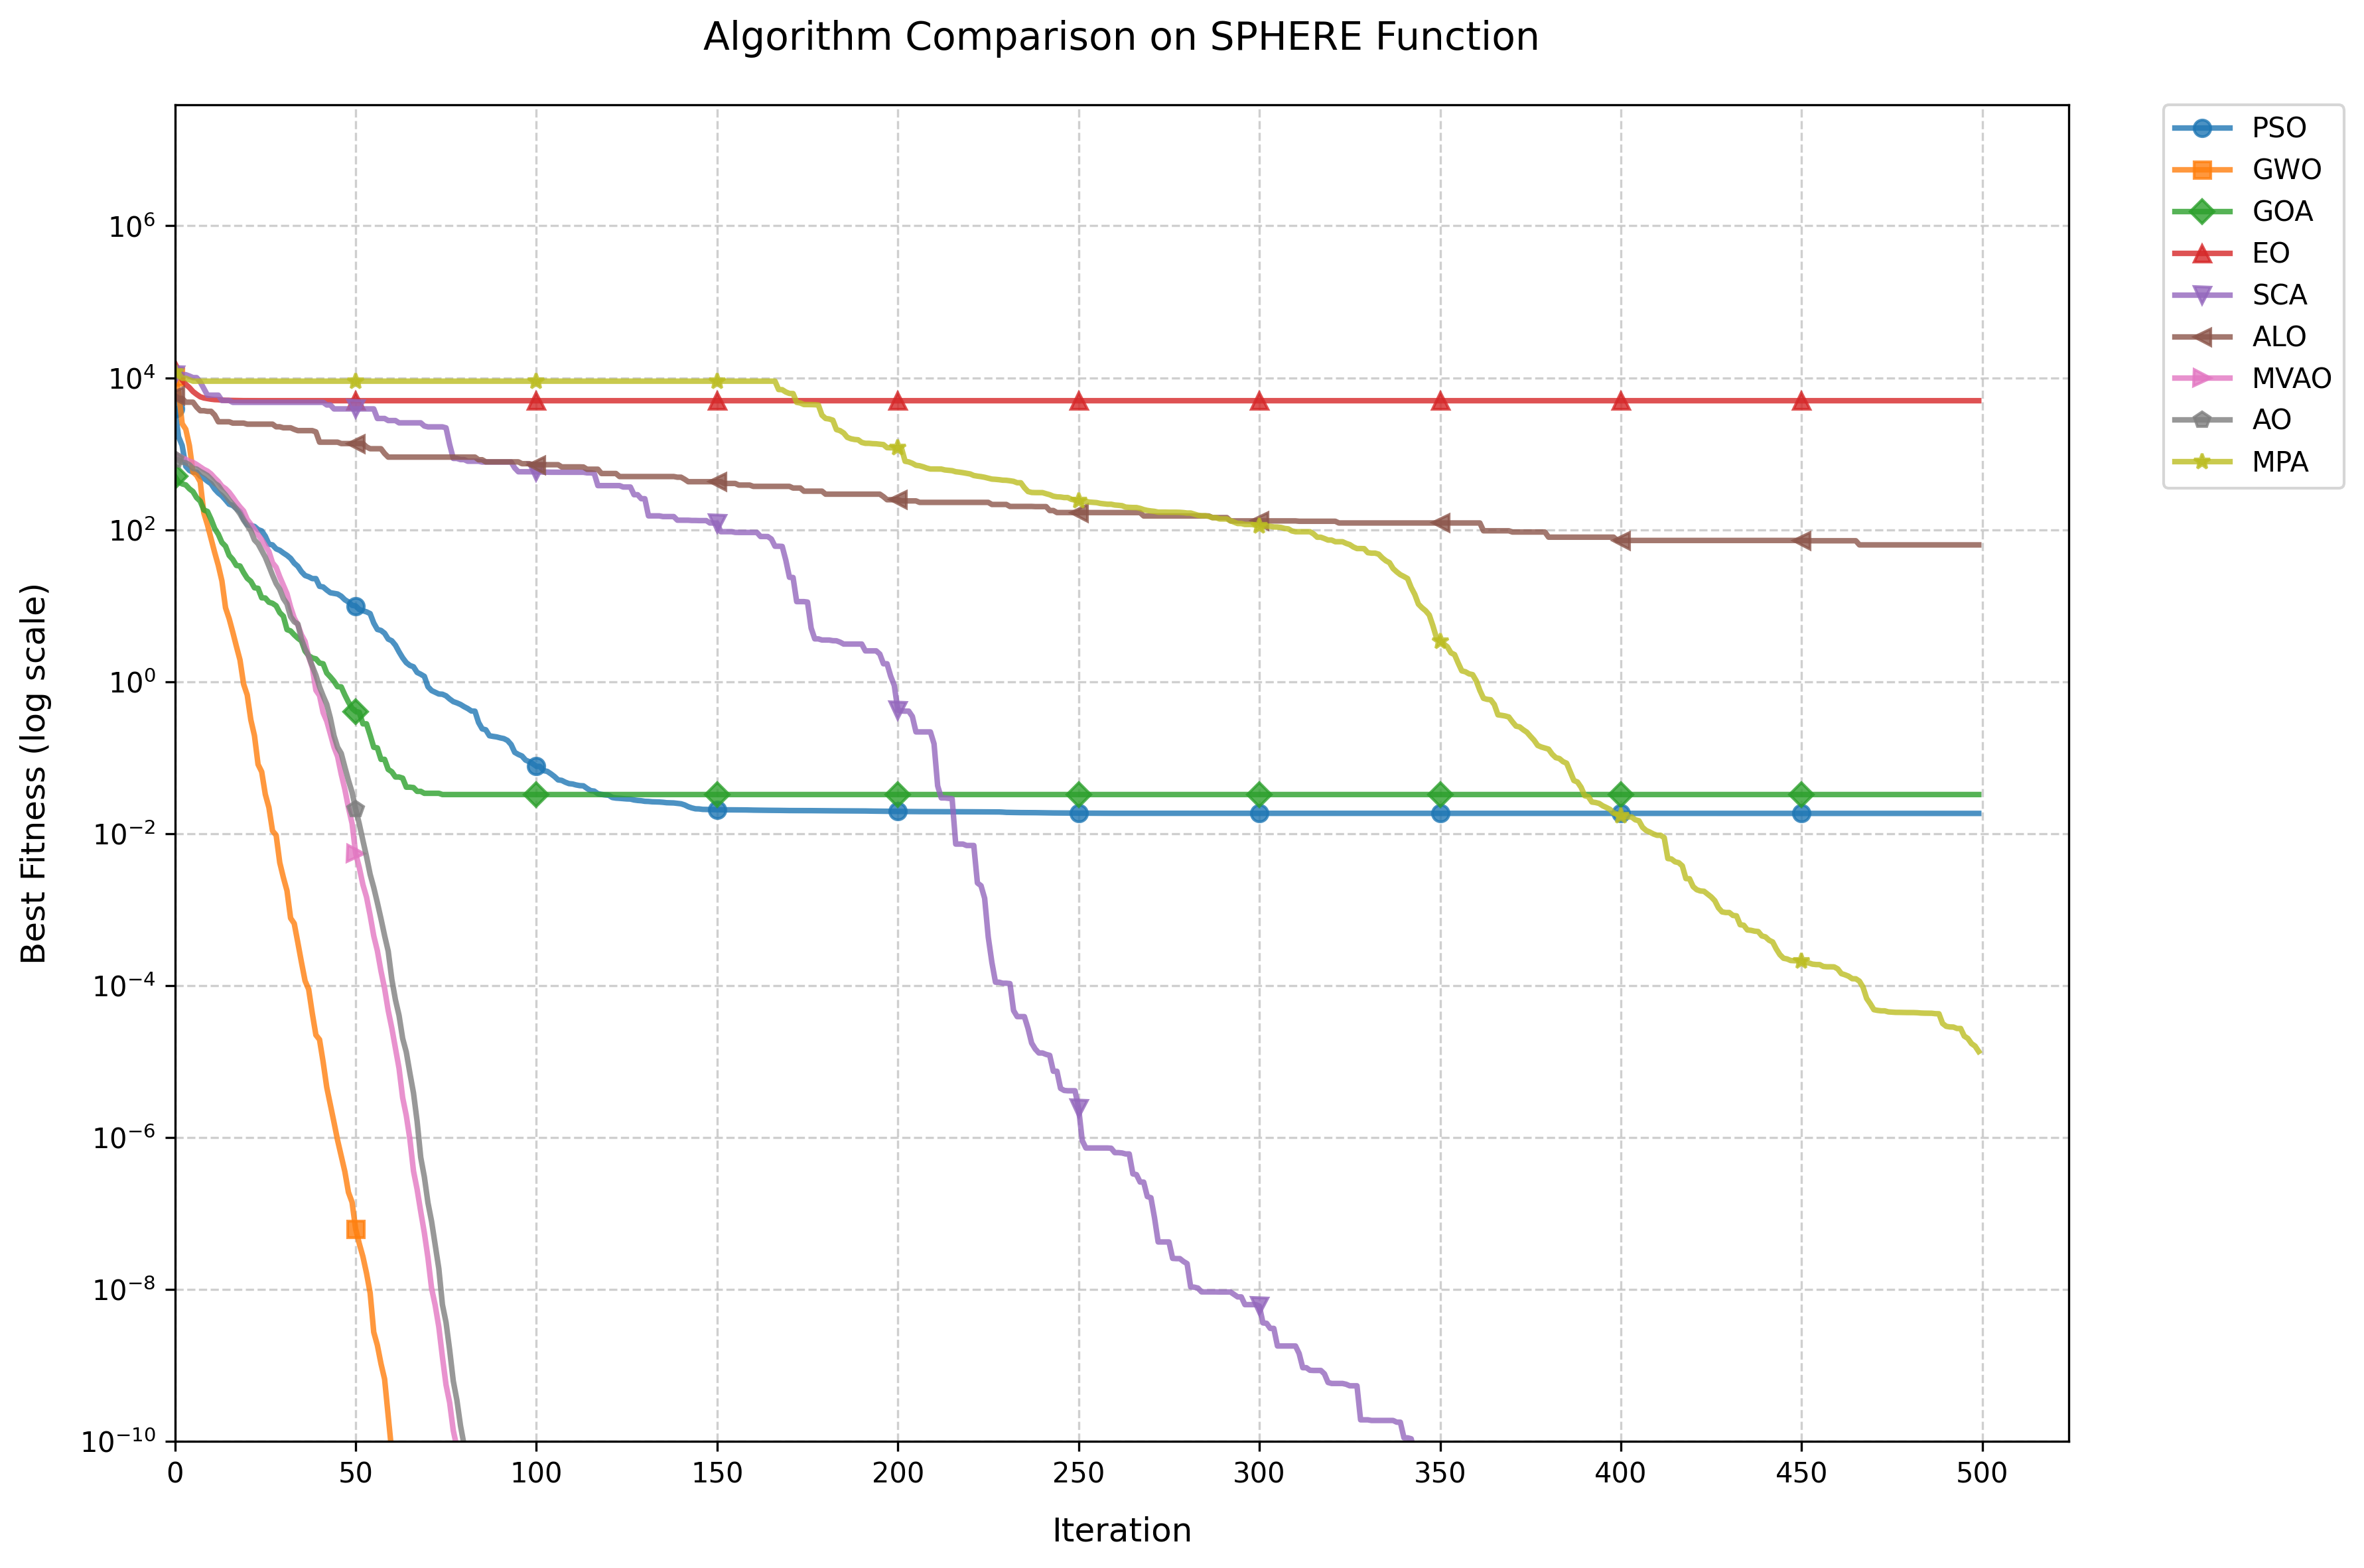 Algorithm Comparison on SPHERE Function
Best Fitness (log scale)
10^6
10^4
10^2
10^0
10^−2
10^−4
10^−6
10^−8
10^−10
0 50 100 150 200 250 300 350 400 450 500
Iteration
PSO
GWO
GOA
EO
SCA
ALO
MVAO
AO
MPA